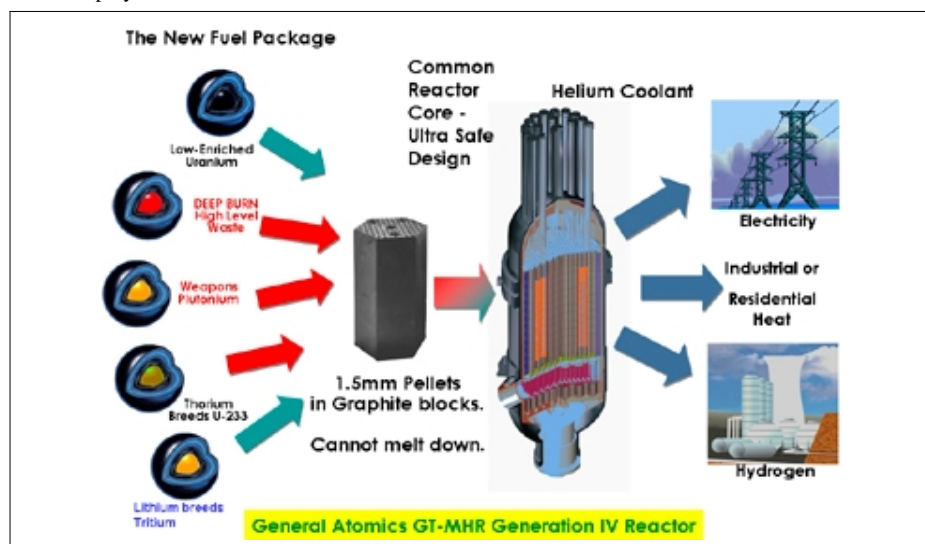 The New Fuel Package
Low-Enriched
Uranium
DEEP BURN
High Level
Waste
Weapons
Plutonium
Thorium
Breeds U-233
Lithium breeds
Tritium
1.5mm Pellets
in Graphite blocks.
Cannot melt down.
Common
Reactor
Core -
Ultra Safe
Design
Helium Coolant
Electricity
Industrial or
Residential
Heat
Hydrogen
General Atomics GT-MHR Generation IV Reactor